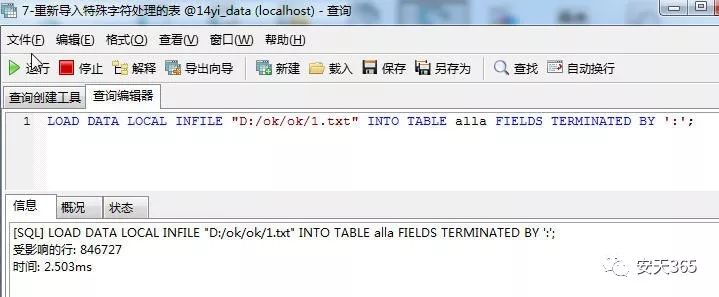 7-重新导入特殊字符处理的表 @14yi_data (localhost) - 查询
文件(F) 编辑(E) 格式(O) 查看(V) 窗口(W) 帮助(H)
运行 停止 解释 导出向导 新建 载入 保存 另存为 查找 自动换行
查询创建工具 查询编辑器
1 LOAD DATA LOCAL INFILE "D:/ok/ok/1.txt" INTO TABLE alla FIELDS TERMINATED BY ':';
信息 概况 状态
[SQL] LOAD DATA LOCAL INFILE "D:/ok/ok/1.txt" INTO TABLE alla FIELDS TERMINATED BY ':';
受影响的行: 846727
时间: 2.503ms
安天365